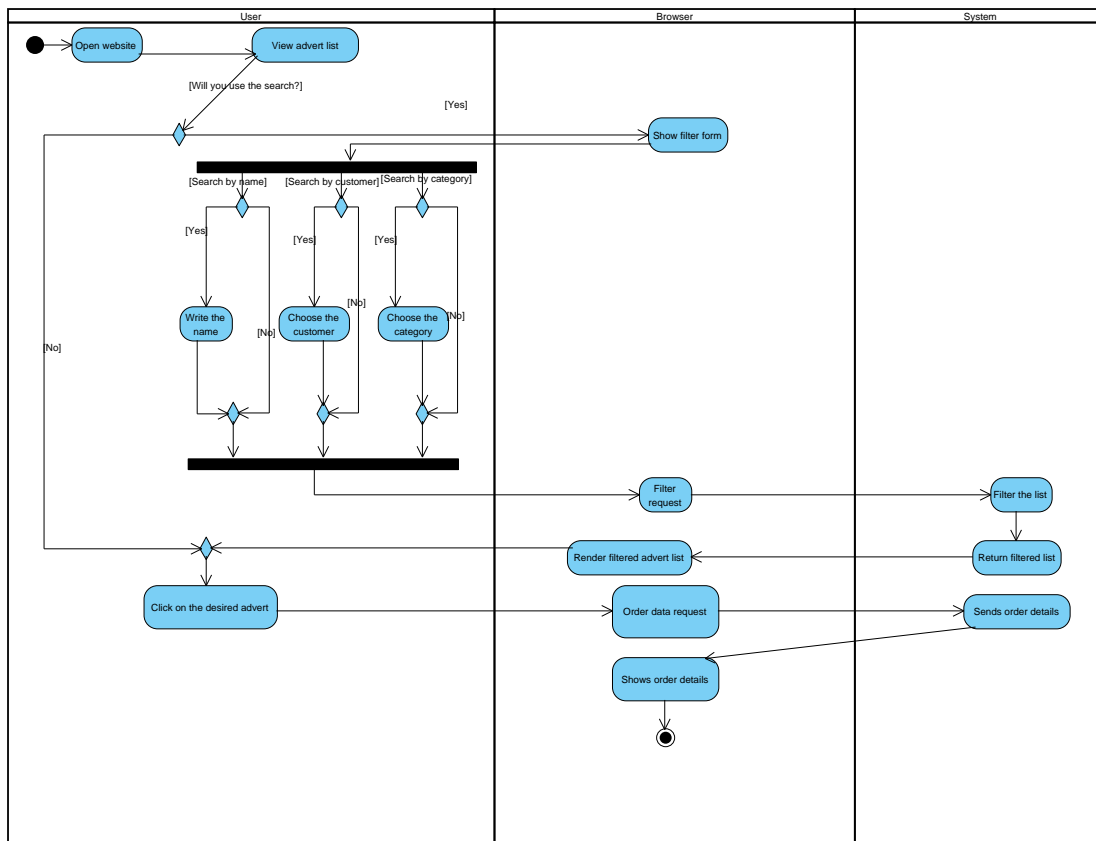 User
Browser
System
Open website
View advert list
[Will you use the search?]
[Yes]
Show filter form
[Search by name]
[Search by customer]
[Search by category]
[Yes]
[Yes]
[Yes]
Write the
name
Choose the
customer
Choose the
category
[No]
[No]
[No]
[No]
Filter
request
Filter the list
Render filtered advert list
Return filtered list
Click on the desired advert
Order data request
Sends order details
Shows order details